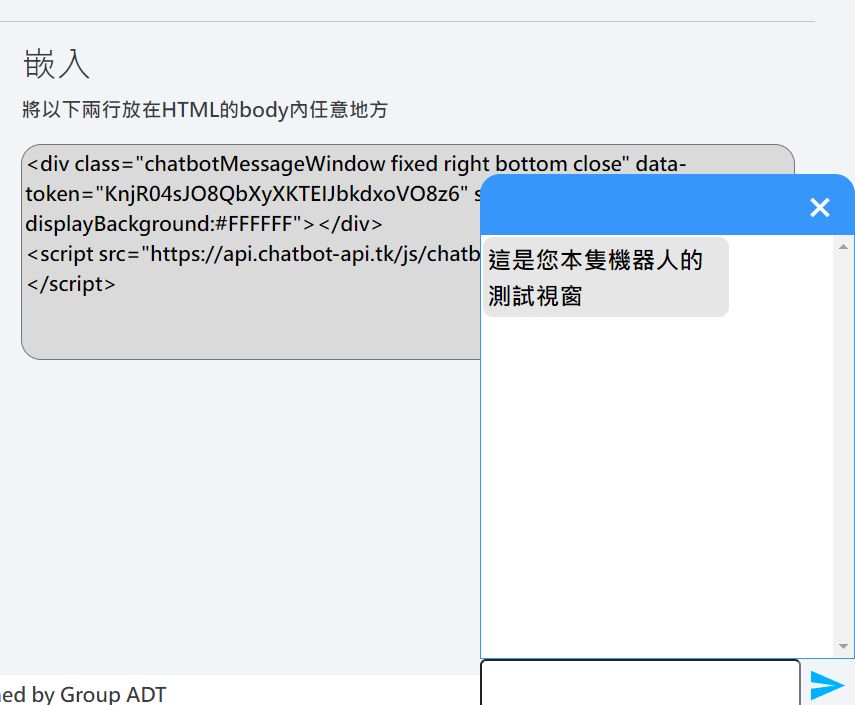 嵌入
將以下兩行放在HTML的body內任意地方
<div class="chatbotMessageWindow fixed right bottom close" data-
token="KnjR04sJO8QbXyXKTEIJbkdxoVO8z6" s
displayBackground:#FFFFFF"></div>
<script src="https://api.chatbot-api.tk/js/chatb
</script>
這是您本隻機器人的
測試視窗
ned by Group ADT